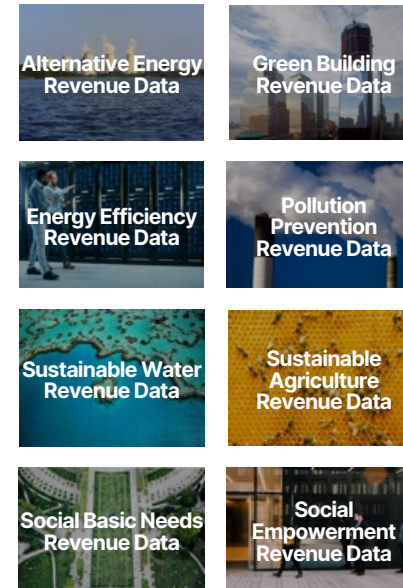 Alternative Energy
Revenue Data
Green Building
Revenue Data
Energy Efficiency
Revenue Data
Pollution
Prevention
Revenue Data
Sustainable Water
Revenue Data
Sustainable
Agriculture
Revenue Data
Social Basic Needs
Revenue Data
Social
Empowerment
Revenue Data